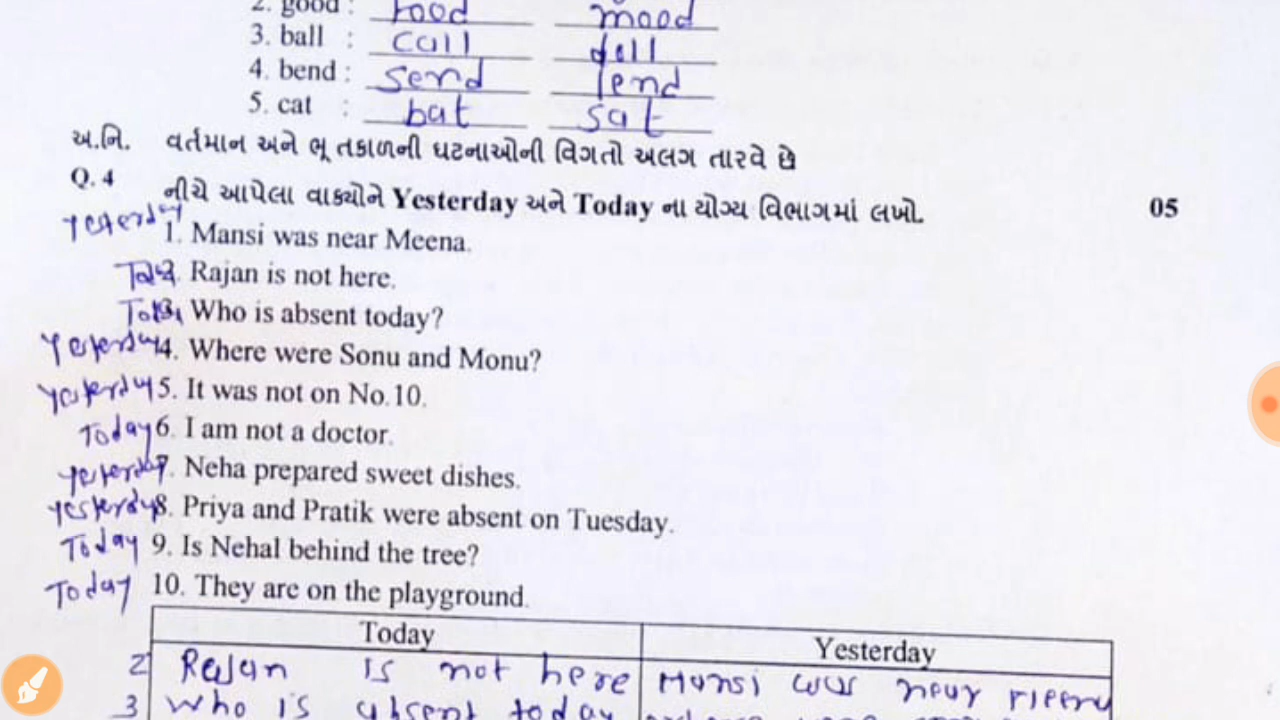 2. good : rood mood
3. ball : call doll
4. bend : send lend
5. cat : bat sat
અ.નિ. વર્તમાન અને ભૂતકાળની ઘટનાઓની વિગતો અલગ તારવે છે
Q. 4 નીચે આપેલા વાક્યોને Yesterday અને Today ના યોગ્ય વિભાગમાં લખો. 05
Yesterday 1. Mansi was near Meena.
2. Rajan is not here.
3. Who is absent today?
Yesterday 4. Where were Sonu and Monu?
Yesterday 5. It was not on No.10.
Today 6. I am not a doctor.
Yesterday 7. Neha prepared sweet dishes.
Yesterday 8. Priya and Pratik were absent on Tuesday.
Today 9. Is Nehal behind the tree?
Today 10. They are on the playground.
Today Yesterday
2 Rajan is not here Mansi was near Meena
3 Who is absent today